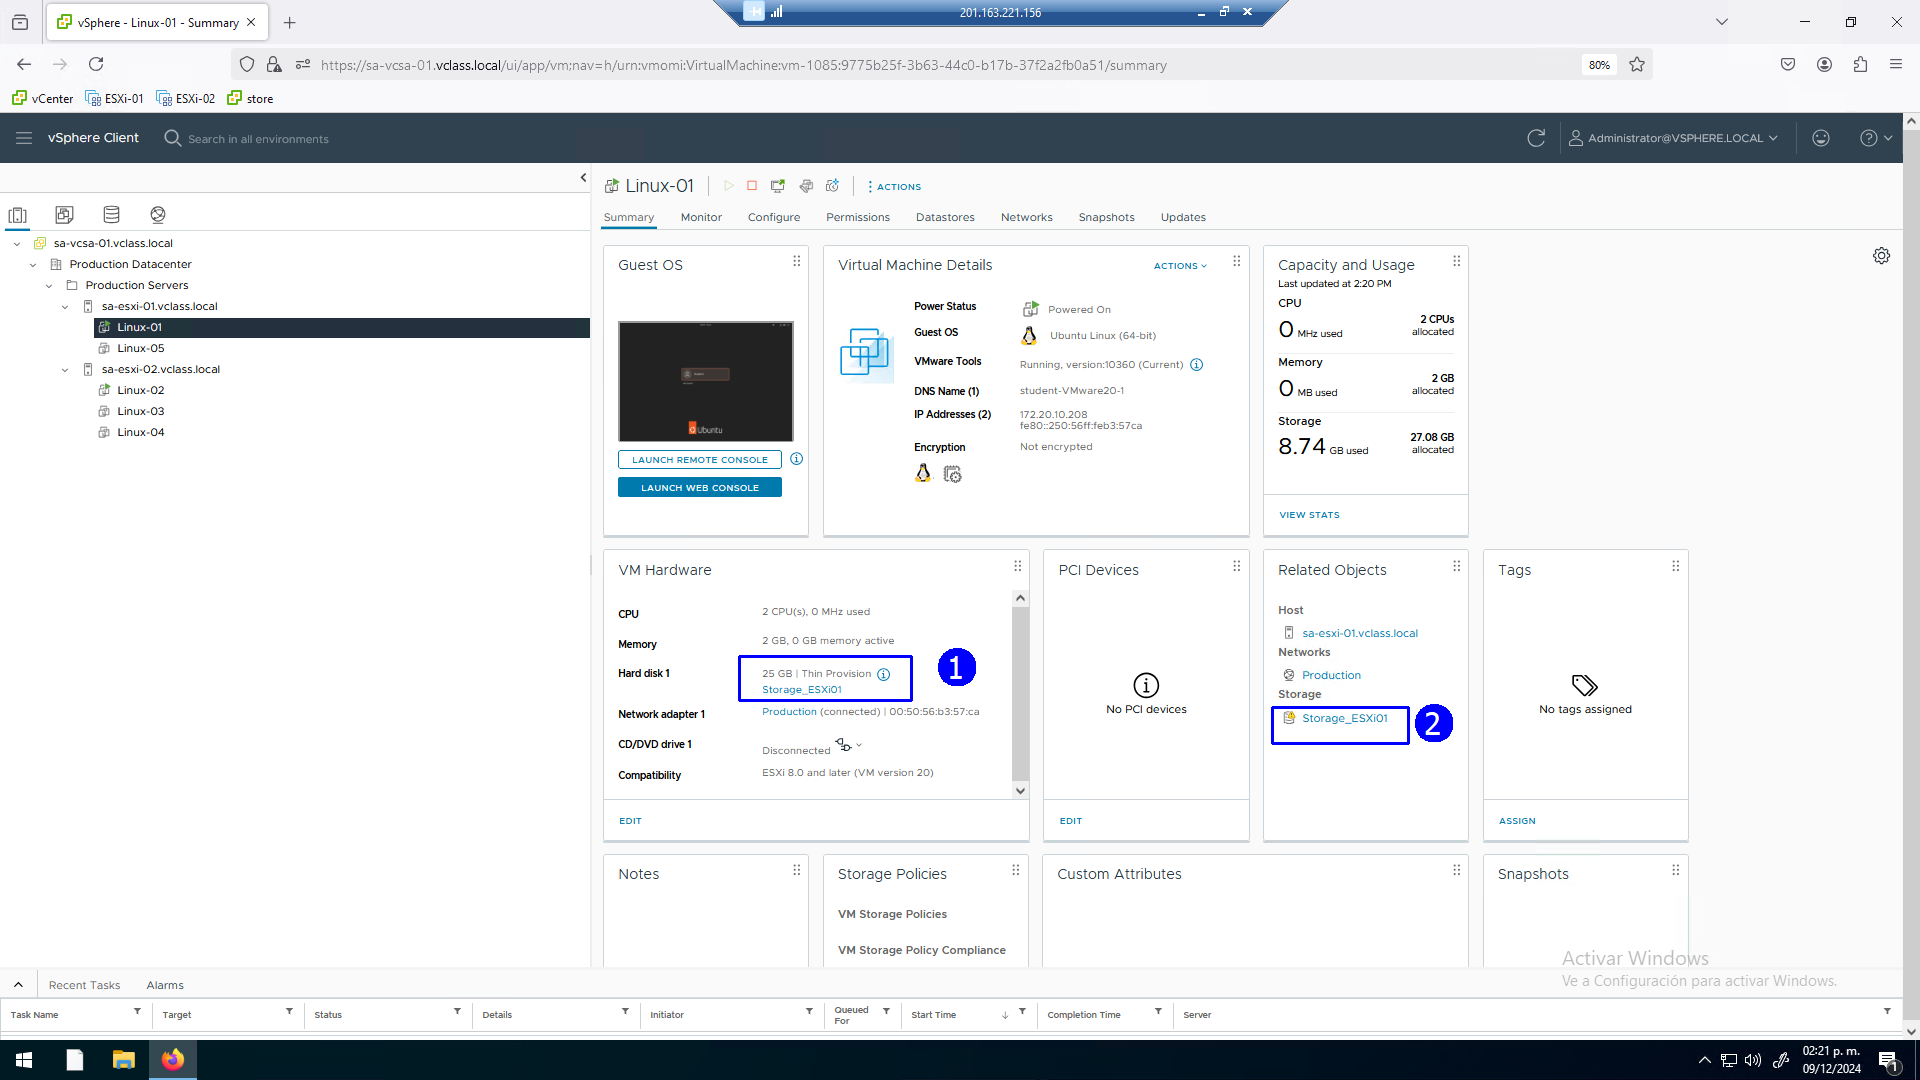 vSphere - Linux-01 - Summary
201.163.221.156
https://sa-vcsa-01.vclass.local/ui/app/vm;nav=h/urn:vmomi:VirtualMachine:vm-1085:9775b25f-3b63-44c0-b17b-37f2a2fb0a51/summary
80%
vCenter
ESXi-01
ESXi-02
store
vSphere Client
Search in all environments
Administrator@VSPHERE.LOCAL
sa-vcsa-01.vclass.local
Production Datacenter
Production Servers
sa-esxi-01.vclass.local
Linux-01
Linux-05
sa-esxi-02.vclass.local
Linux-02
Linux-03
Linux-04
Linux-01
ACTIONS
Summary
Monitor
Configure
Permissions
Datastores
Networks
Snapshots
Updates
Guest OS
Ubuntu
LAUNCH REMOTE CONSOLE
LAUNCH WEB CONSOLE
Virtual Machine Details
ACTIONS
Power Status
Powered On
Guest OS
Ubuntu Linux (64-bit)
VMware Tools
Running, version:10360 (Current)
DNS Name (1)
student-VMware20-1
IP Addresses (2)
172.20.10.208
fe80::250:56ff:feb3:57ca
Encryption
Not encrypted
Capacity and Usage
Last updated at 2:20 PM
CPU
0 MHz used
2 CPUs
allocated
Memory
0 MB used
2 GB
allocated
Storage
8.74 GB used
27.08 GB
allocated
VIEW STATS
VM Hardware
CPU
2 CPU(s), 0 MHz used
Memory
2 GB, 0 GB memory active
Hard disk 1
25 GB | Thin Provision
Storage_ESXi01
1
Network adapter 1
Production (connected) | 00:50:56:b3:57:ca
CD/DVD drive 1
Disconnected
Compatibility
ESXi 8.0 and later (VM version 20)
EDIT
PCI Devices
No PCI devices
EDIT
Related Objects
Host
sa-esxi-01.vclass.local
Networks
Production
Storage
Storage_ESXi01
2
Tags
No tags assigned
ASSIGN
Notes
Storage Policies
VM Storage Policies
VM Storage Policy Compliance
Custom Attributes
Snapshots
Activar Windows
Ve a Configuración para activar Windows.
Recent Tasks
Alarms
Task Name
Target
Status
Details
Initiator
Queued For
Start Time
Completion Time
Server
02:21 p. m.
09/12/2024
1